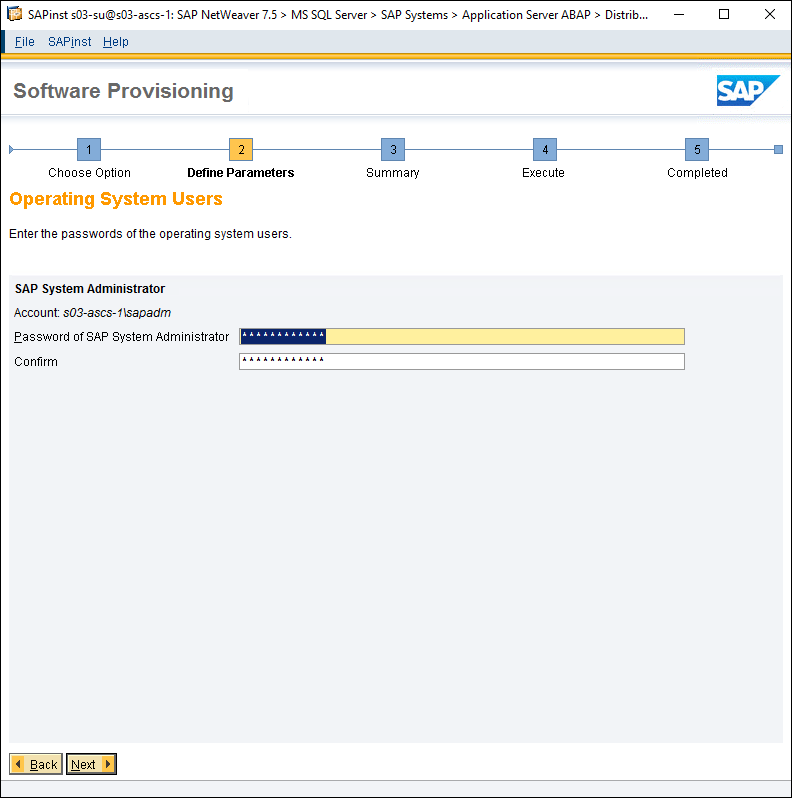 SAPinst s03-su@s03-ascs-1: SAP NetWeaver 7.5 > MS SQL Server > SAP Systems > Application Server ABAP > Distrib...
File SAPinst Help
Software Provisioning
SAP
1 2 3 4 5
Choose Option Define Parameters Summary Execute Completed
Operating System Users
Enter the passwords of the operating system users.
SAP System Administrator
Account: s03-ascs-1\sapadm
Password of SAP System Administrator ************
Confirm ************
Back Next